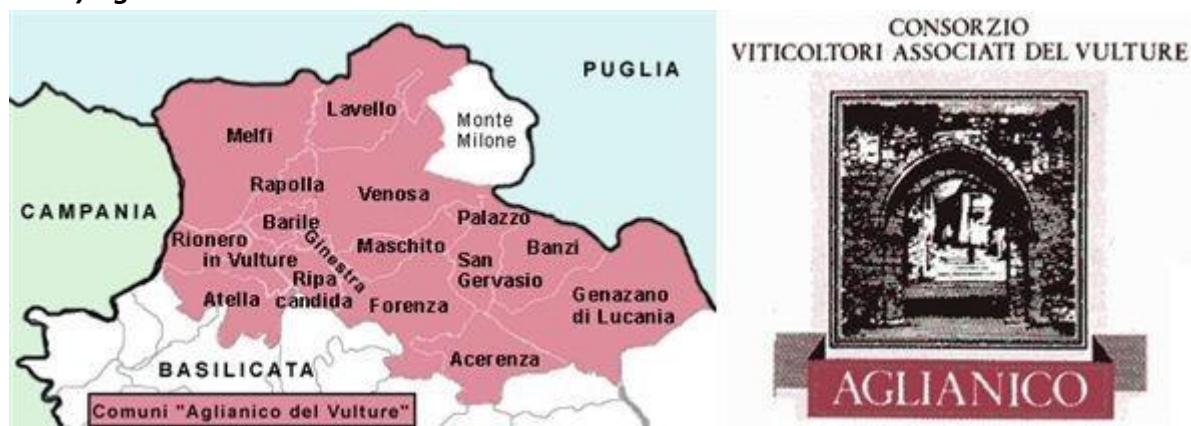 CONSORZIO
VITICOLTORI ASSOCIATI DEL VULTURE
PUGLIA
Lavello
Monte
Milone
Melfi
Rapolla
Venosa
CAMPANIA
Barile
Palazzo
San
Gervasio
Rionero
in Vulture
Ginestra
Maschito
Banzi
Ripa
candida
Atella
Forenza
Genazano
di Lucania
Acerenza
BASILICATA
Comuni "Aglianico del Vulture"
AGLIANICO